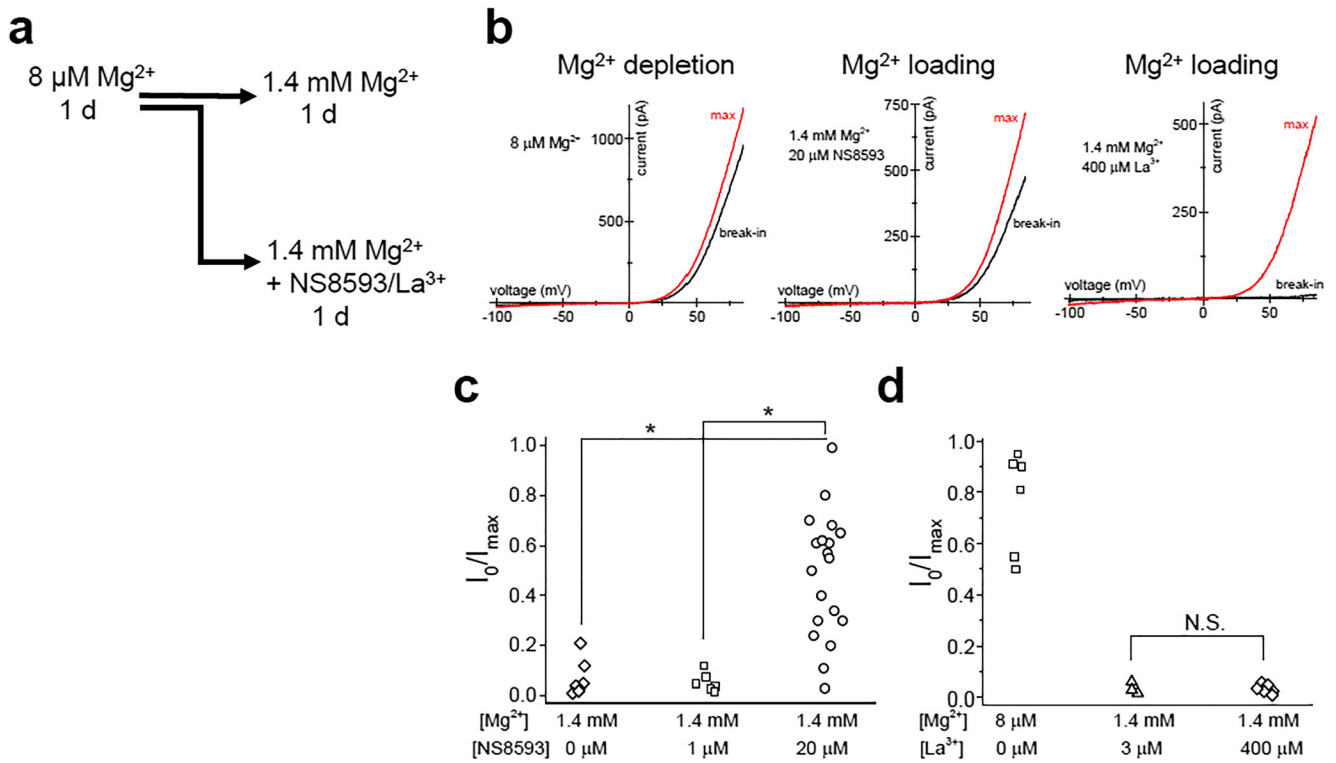 a
8 µM Mg²⁺
1 d
1.4 mM Mg²⁺
1 d
1.4 mM Mg²⁺
+ NS8593/La³⁺
1 d
b
Mg²⁺ depletion
8 µM Mg²⁺
current (pA)
1000
500
max
break-in
voltage (mV)
-100
-50
0
50
Mg²⁺ loading
1.4 mM Mg²⁺
20 µM NS8593
current (pA)
750
500
250
max
break-in
voltage (mV)
-100
-50
0
50
Mg²⁺ loading
1.4 mM Mg²⁺
400 µM La³⁺
current (pA)
500
250
max
break-in
voltage (mV)
-100
-50
0
50
c
* *
I₀/Iₘₐₓ
1.0
0.8
0.6
0.4
0.2
0.0
[Mg²⁺] 1.4 mM 1.4 mM 1.4 mM
[NS8593] 0 µM 1 µM 20 µM
d
I₀/Iₘₐₓ
1.0
0.8
0.6
0.4
0.2
0.0
N.S.
[Mg²⁺] 8 µM 1.4 mM 1.4 mM
[La³⁺] 0 µM 3 µM 400 µM